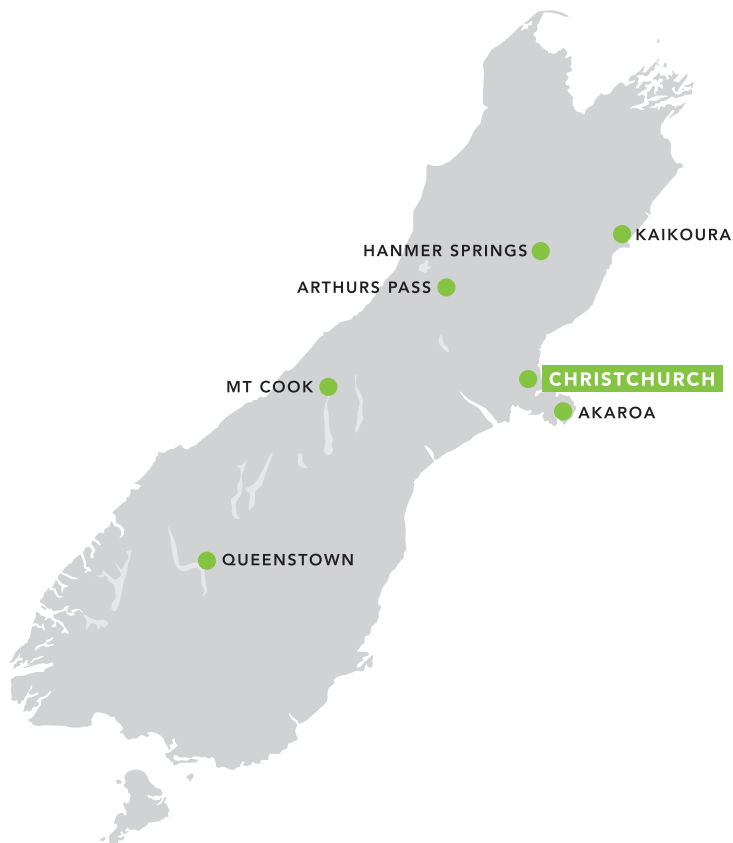 KAIKOURA
HANMER SPRINGS
ARTHURS PASS
CHRISTCHURCH
MT COOK
AKAROA
QUEENSTOWN